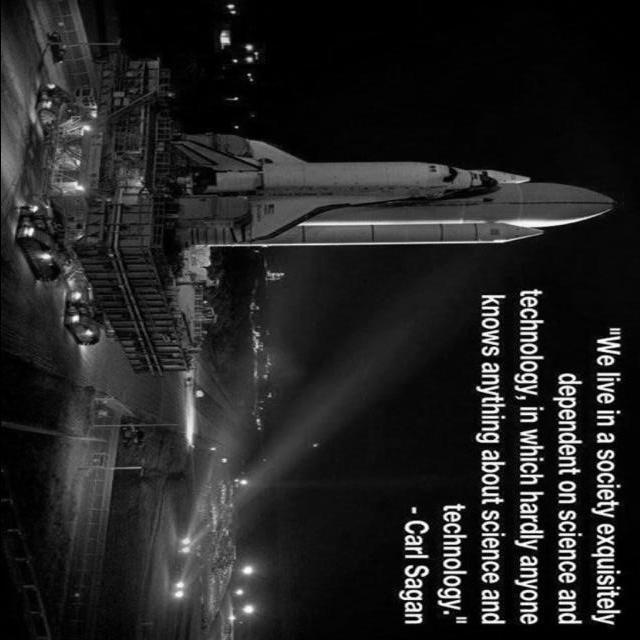 "We live in a society exquisitely
dependent on science and
technology, in which hardly anyone
knows anything about science and
technology."
- Carl Sagan